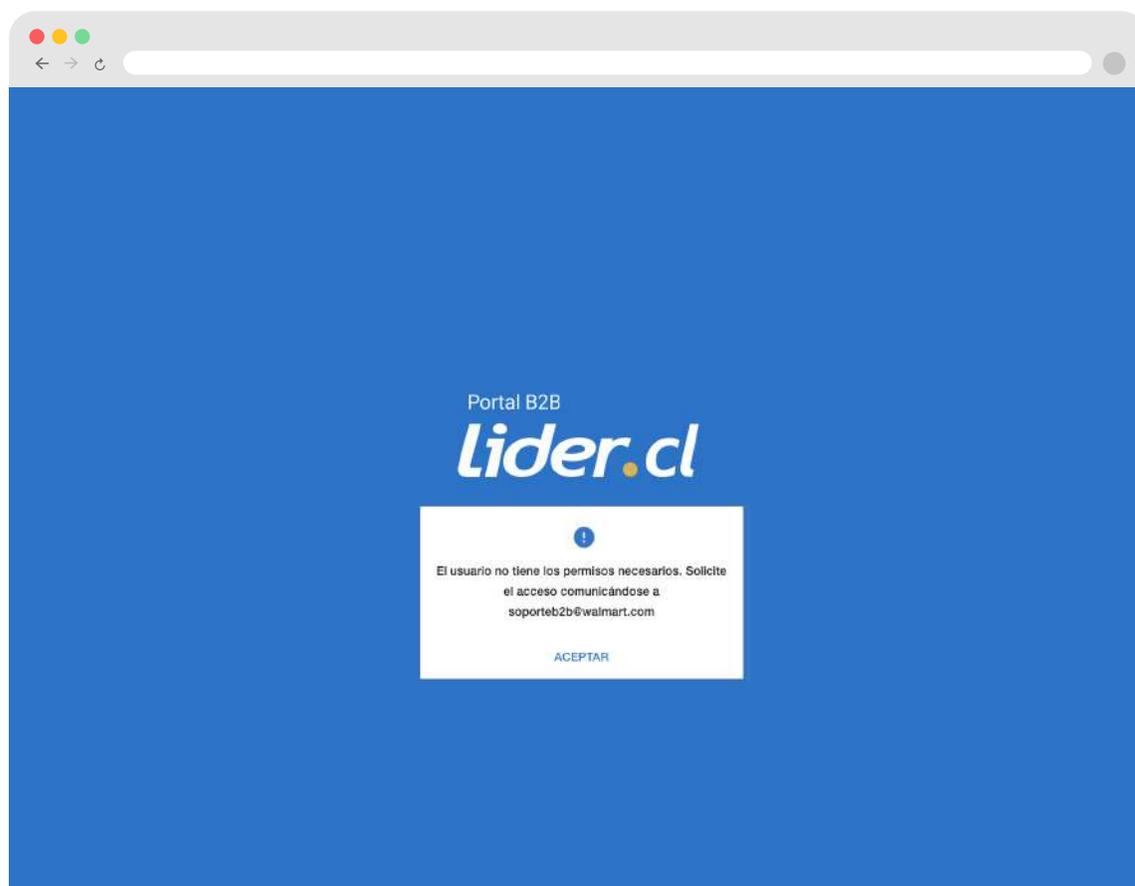 Portal B2B
Lider.cl
El usuario no tiene los permisos necesarios. Solicite
el acceso comunicándose a
soporteb2b@walmart.com
ACEPTAR